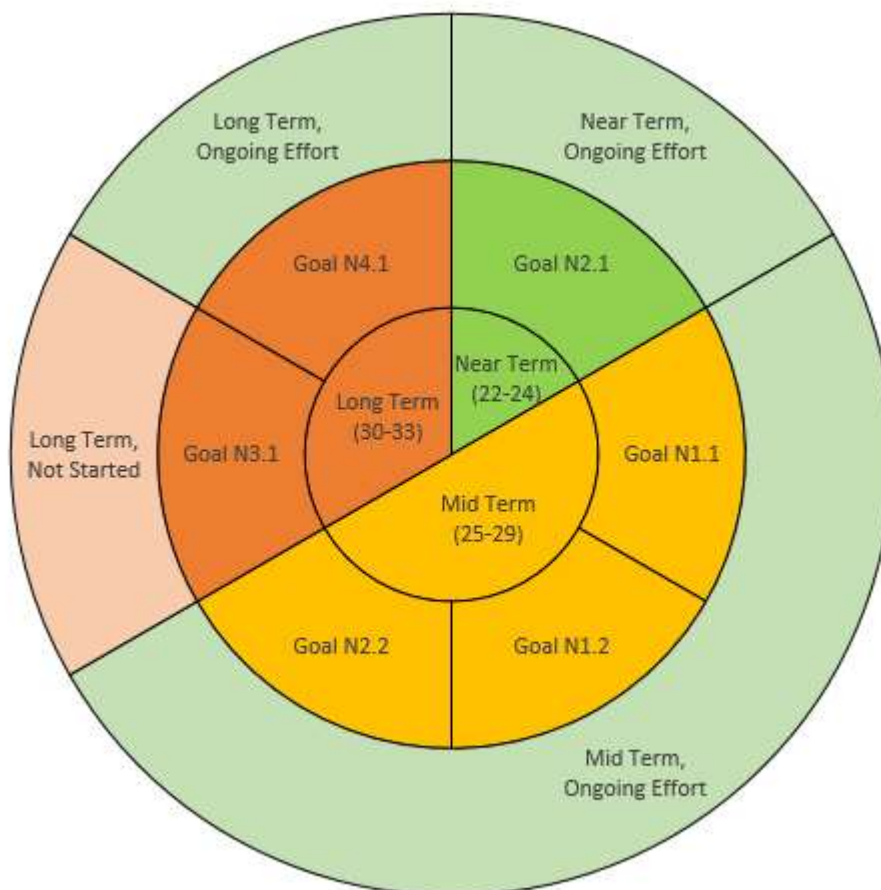 Long Term,
Ongoing Effort
Near Term,
Ongoing Effort
Goal N4.1
Goal N2.1
Near Term
(22-24)
Long Term
(30-33)
Long Term,
Not Started
Goal N3.1
Goal N1.1
Mid Term
(25-29)
Goal N2.2
Goal N1.2
Mid Term,
Ongoing Effort